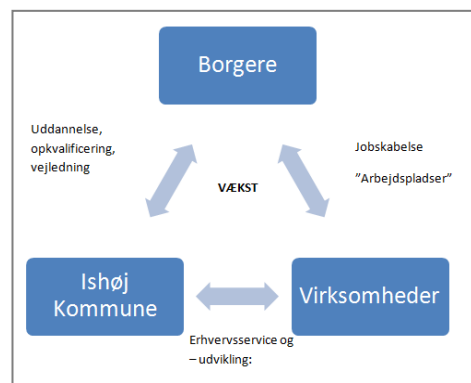 Borgere
Uddannelse,
opkvalificering,
vejledning
Jobskabelse
”Arbejdspladser”
VÆKST
Ishøj
Kommune
Virksomheder
Erhvervsservice og
– udvikling: